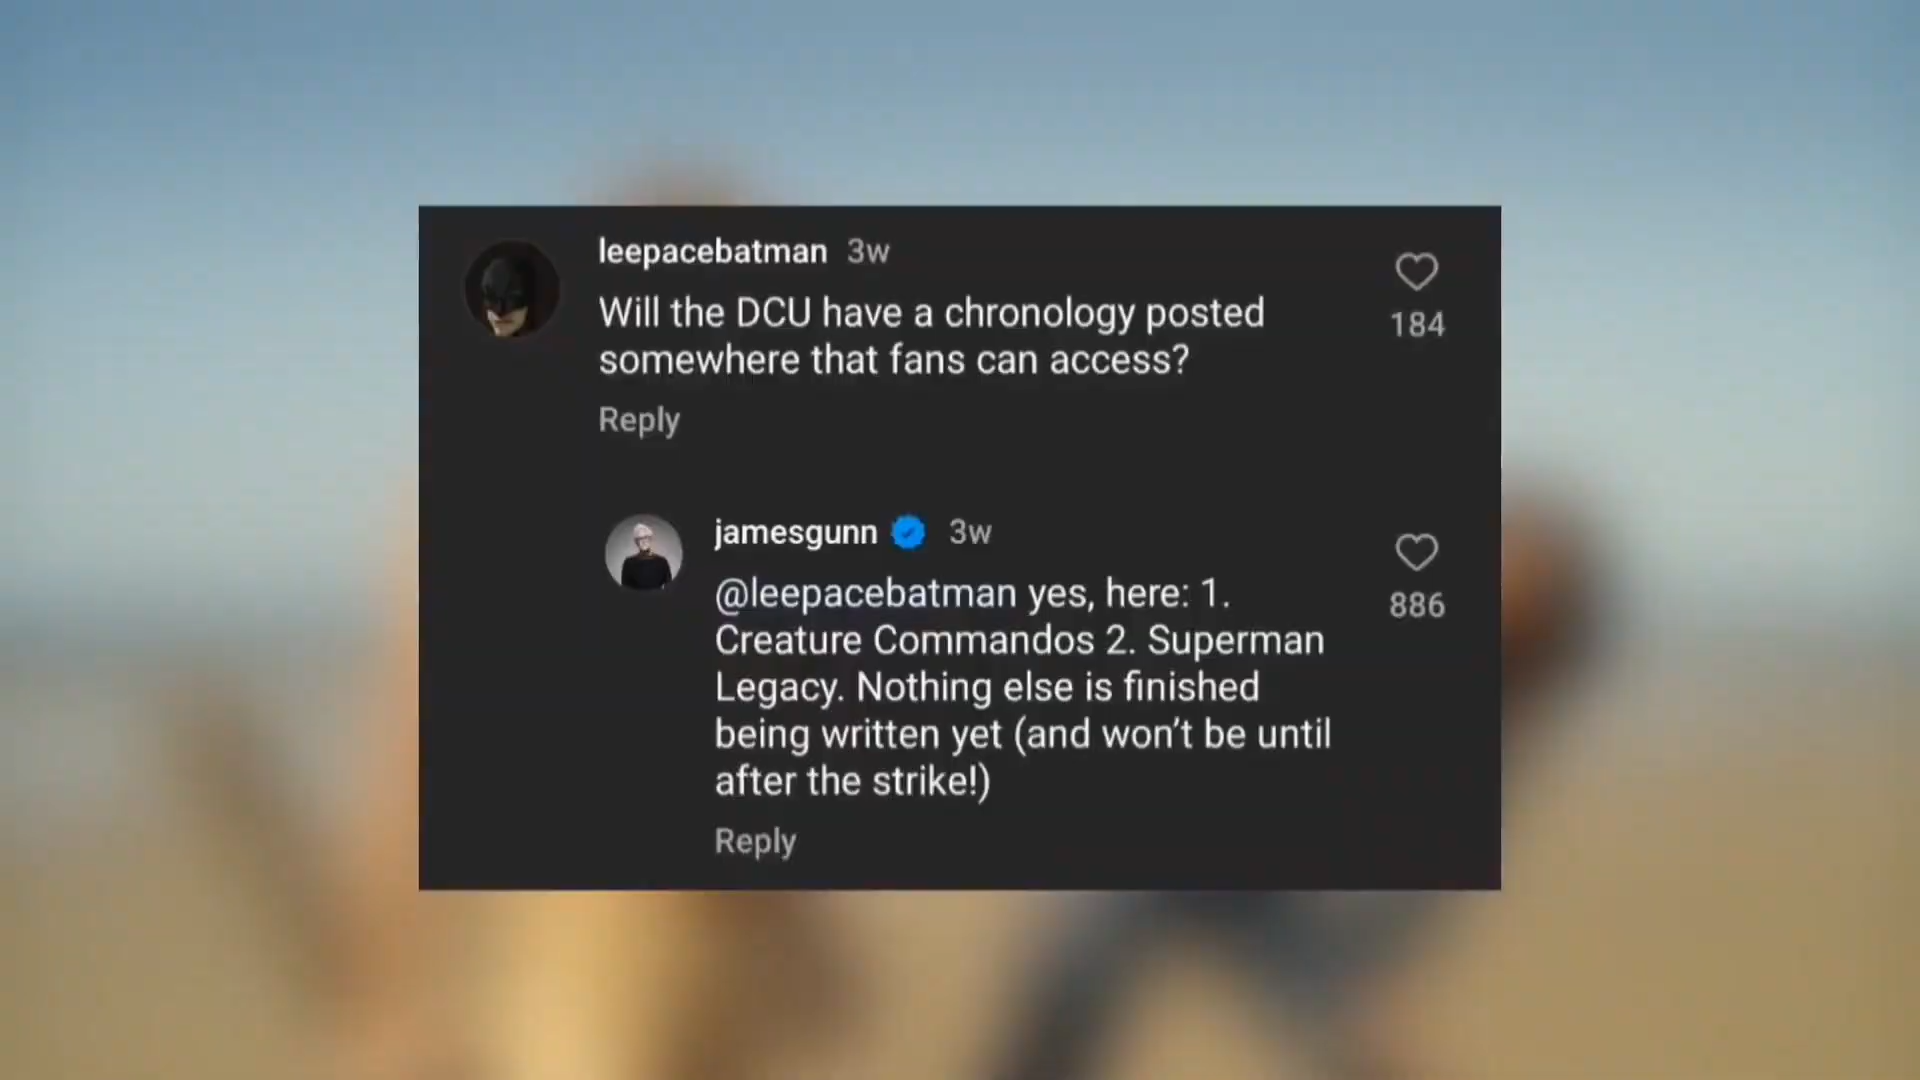 leepacebatman 3w
Will the DCU have a chronology posted
somewhere that fans can access?
184
Reply
jamesgunn 3w
@leepacebatman yes, here: 1.
Creature Commandos 2. Superman
Legacy. Nothing else is finished
being written yet (and won’t be until
after the strike!)
886
Reply